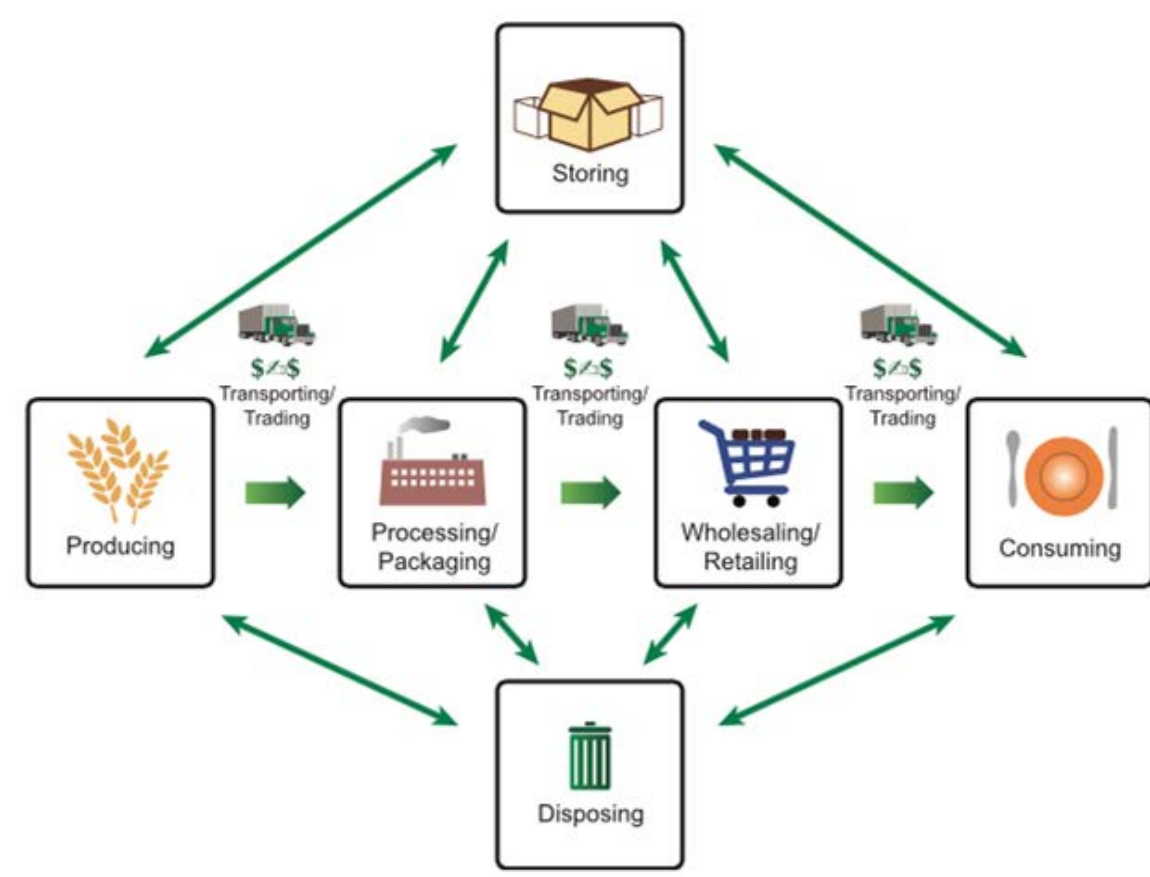 Storing
$✍$
Transporting/
Trading
$✍$
Transporting/
Trading
$✍$
Transporting/
Trading
Producing
Processing/
Packaging
Wholesaling/
Retailing
Consuming
Disposing